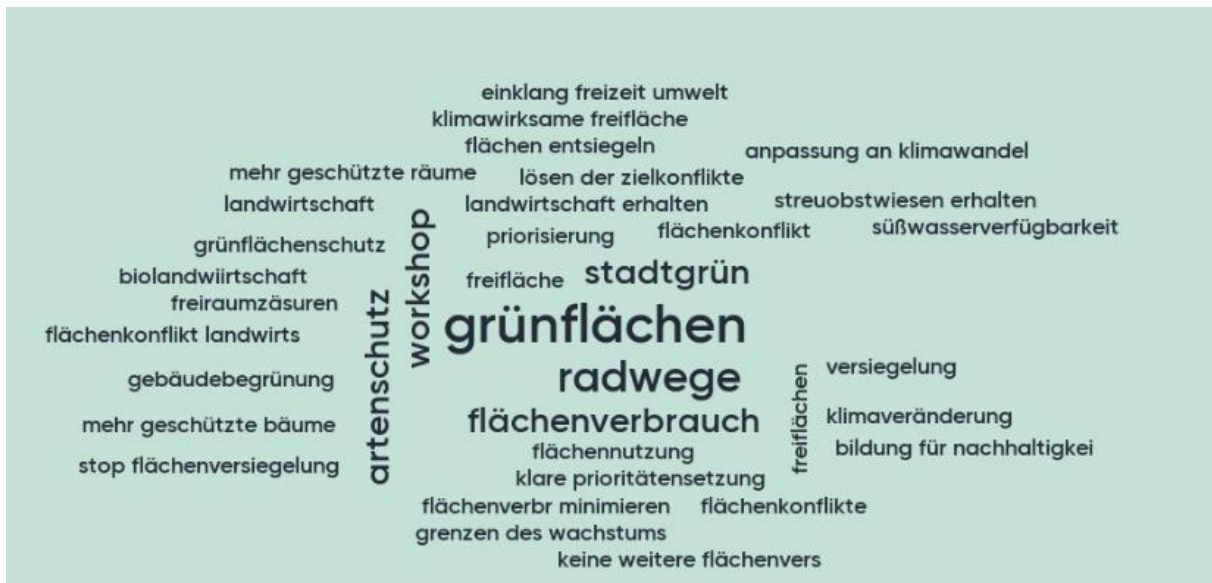 einklang freizeit umwelt
klimawirksame freifläche
flächen entsiegeln
anpassung an klimawandel
mehr geschützte räume
lösen der zielkonflikte
landwirtschaft
landwirtschaft erhalten
streuobstwiesen erhalten
workshop
priorisierung
flächenkonflikt
süßwasserverfügbarkeit
grünflächenschutz
biolandwiirtschaft
freifläche
stadtgrün
freiraumzäsuren
artenschutz
grünflächen
flächenkonflikt landwirts
radwege
versiegelung
gebäudebegrünung
freiflächen
flächenverbrauch
klimaveränderung
mehr geschützte bäume
bildung für nachhaltigkei
flächennutzung
stop flächenversiegelung
klare prioritätensetzung
flächenverbr minimieren
flächenkonflikte
grenzen des wachstums
keine weitere flächenvers